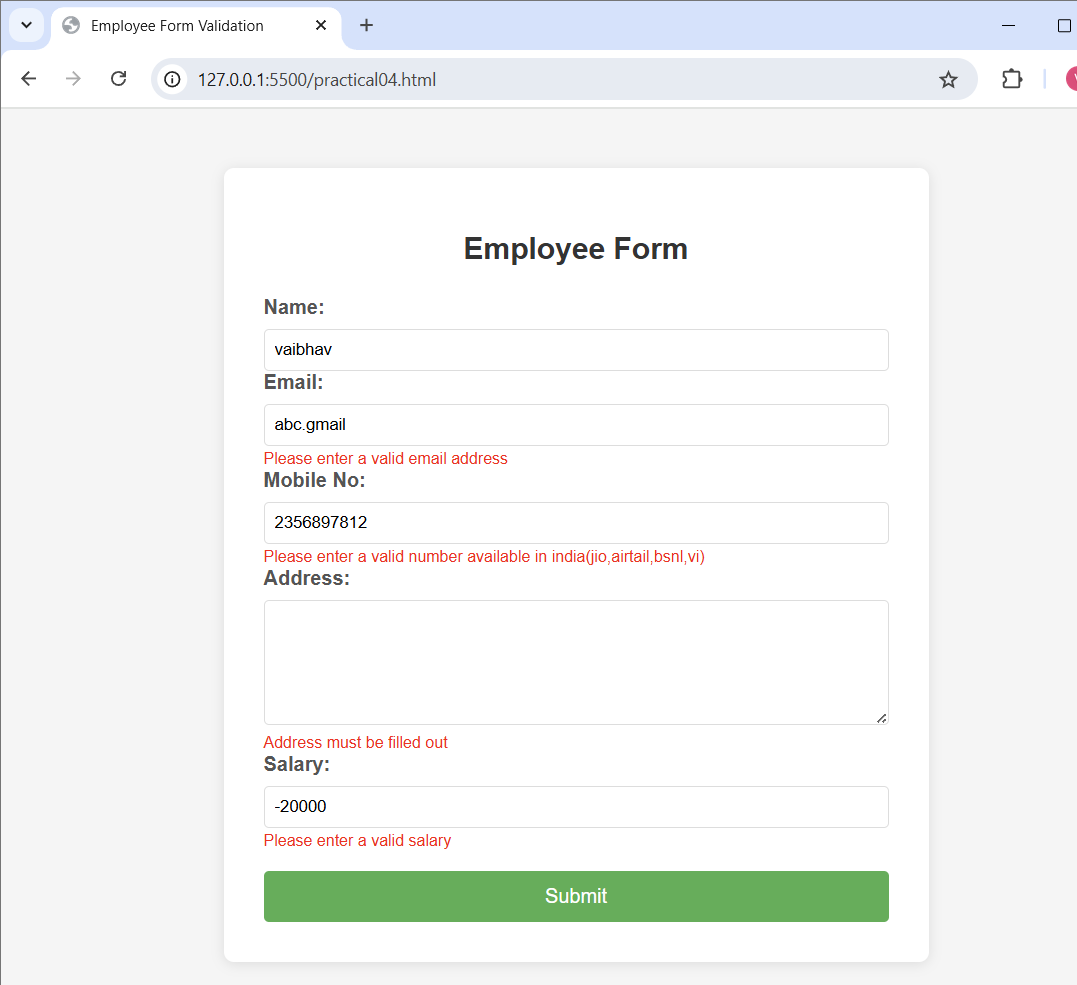 Employee Form Validation
127.0.0.1:5500/practical04.html
Employee Form
Name:
vaibhav
Email:
abc.gmail
Please enter a valid email address
Mobile No:
2356897812
Please enter a valid number available in india(jio,airtail,bsnl,vi)
Address:
Address must be filled out
Salary:
-20000
Please enter a valid salary
Submit